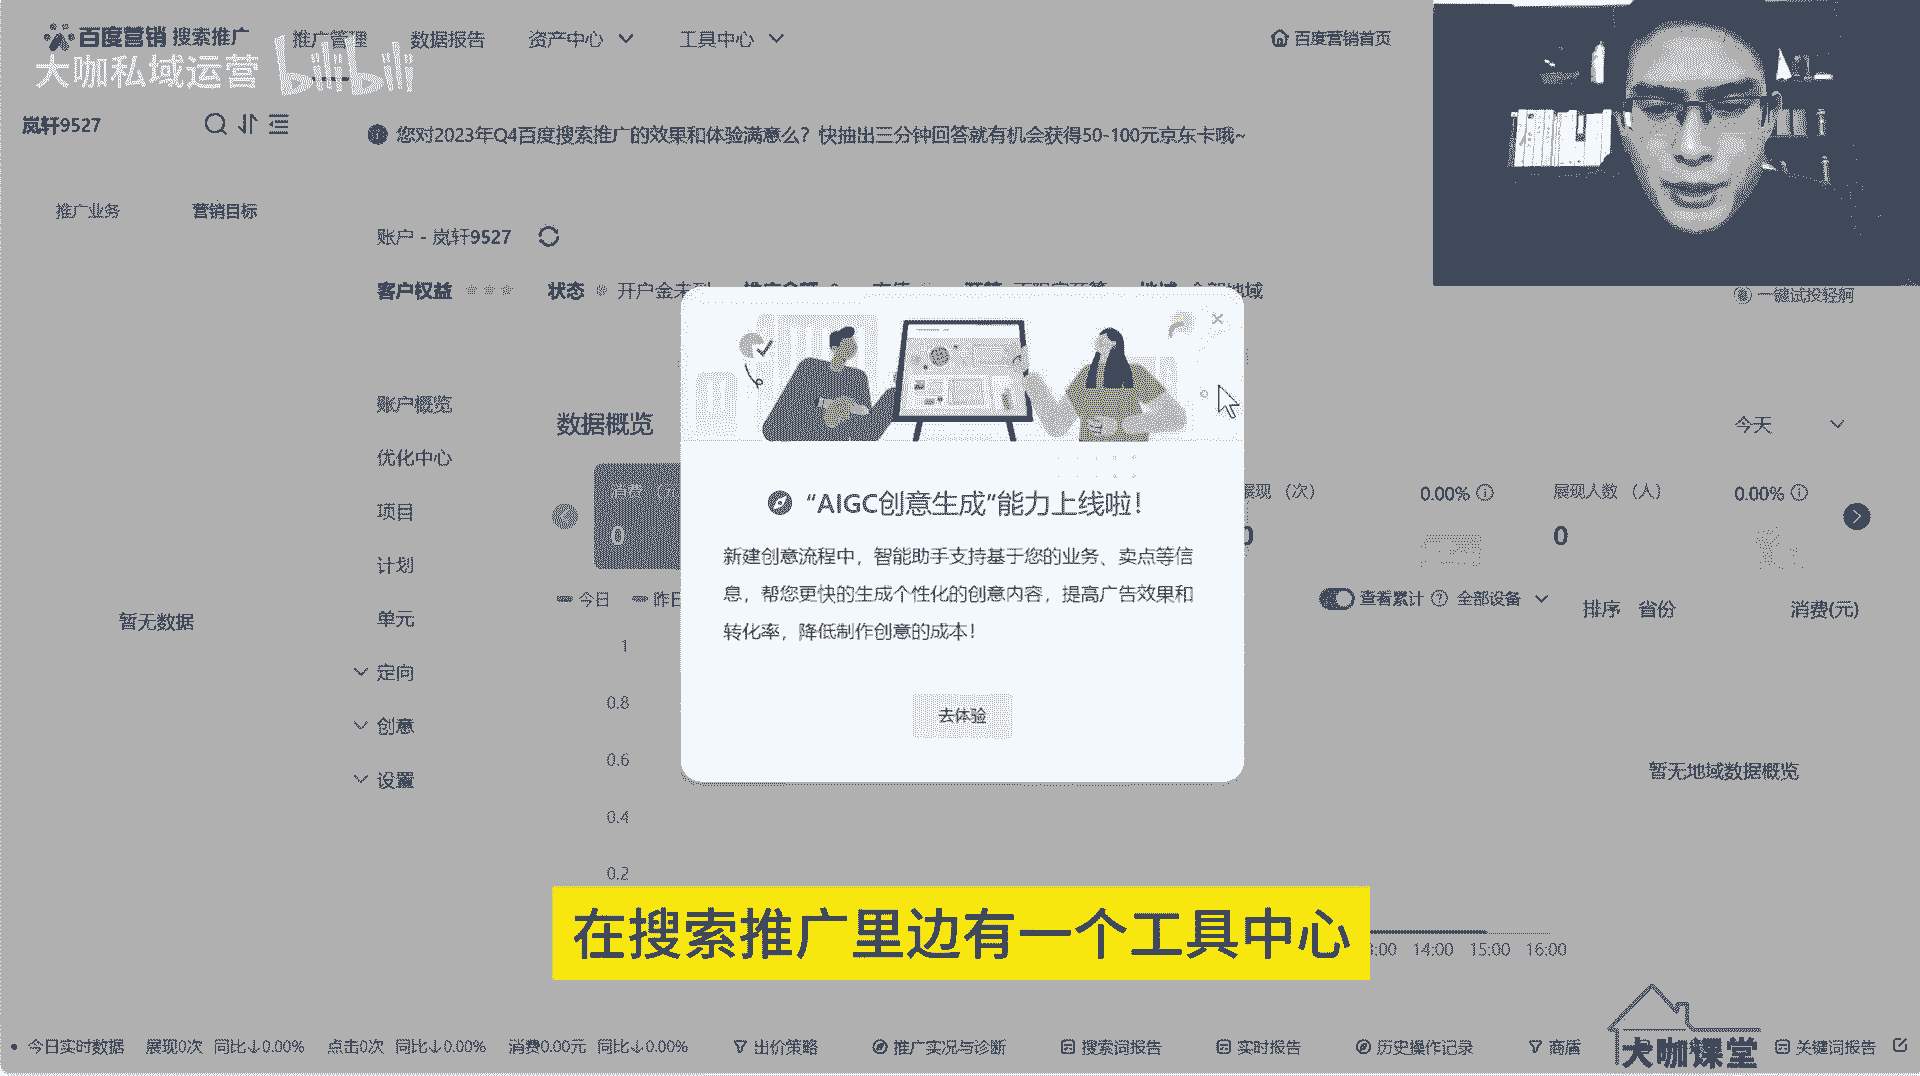 百度营销 搜索推广 推广管理 数据报告 资产中心 工具中心 百度营销首页
大咖私域运营 bilibili
岚轩9527
您对2023年Q4百度搜索推广的效果和体验满意么？快抽出三分钟回答就有机会获得50-100元京东卡哦~
推广业务 营销目标
账户 - 岚轩9527
客户权益 状态 开户金未到
一键试投轻舸
账户概览
优化中心
项目
计划
单元
定向
创意
设置
暂无数据
数据概览 今天
消费
0
展现（次） 0.00% 展现人数（人） 0.00%
0
今日 昨日
查看累计 全部设备 排序 省份 消费(元)
1
0.8
0.6
0.4
0.2
暂无地域数据概览
“AIGC创意生成”能力上线啦！
新建创意流程中，智能助手支持基于您的业务、卖点等信
息，帮您更快的生成个性化的创意内容，提高广告效果和
转化率，降低制作创意的成本！
去体验
在搜索推广里边有一个工具中心
14:00 15:00 16:00
今日实时数据 展现0次 同比↓0.00% 点击0次 同比↓0.00% 消费0.00元 同比↓0.00% 出价策略 推广实况与诊断 搜索词报告 实时报告 历史操作记录 商盾 关键词报告
大咖课堂